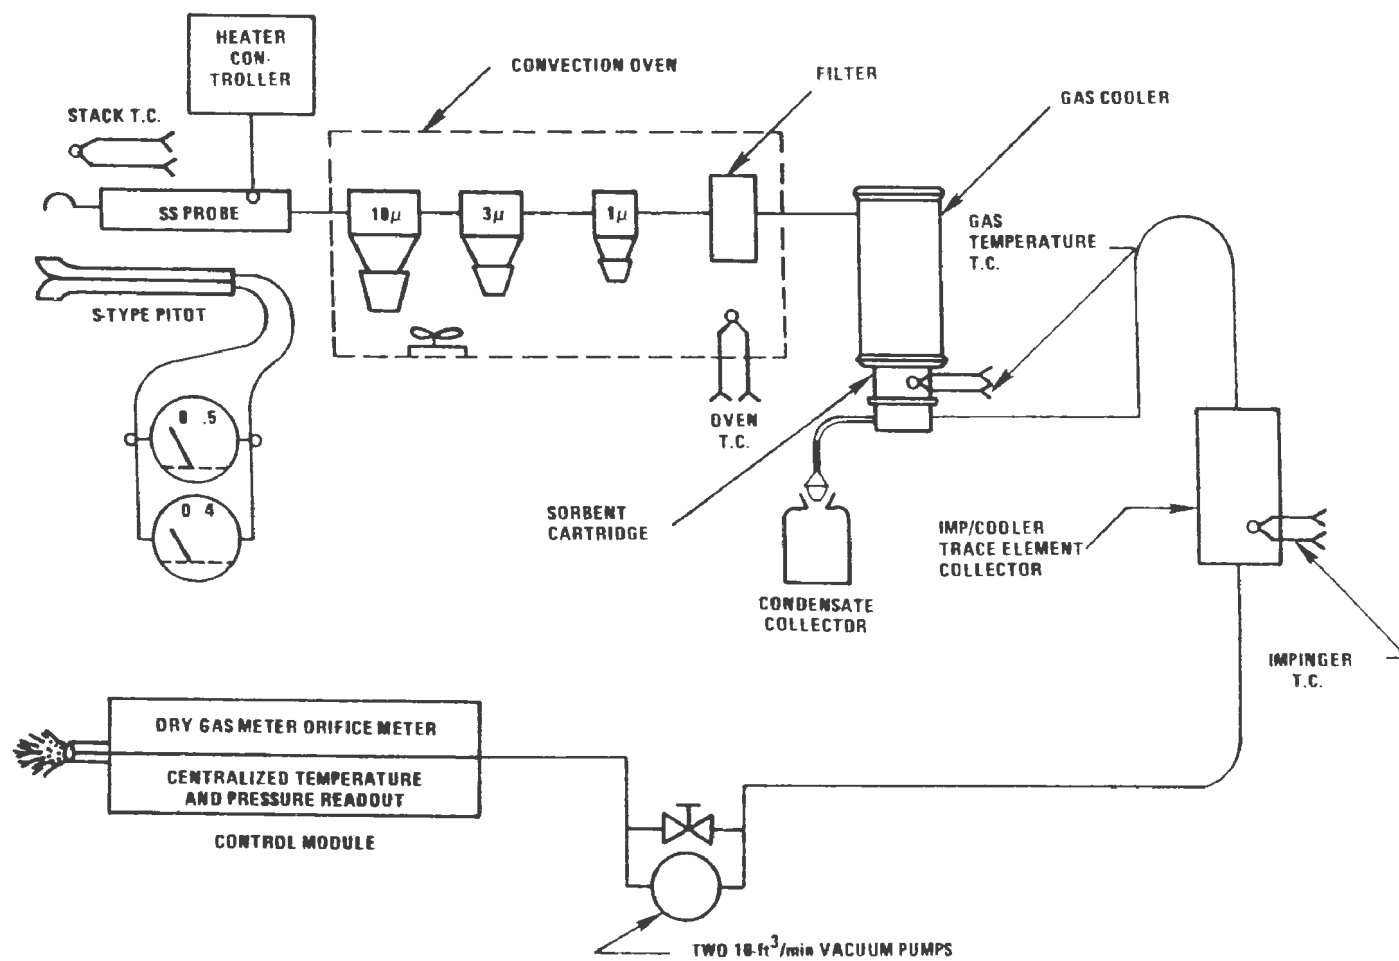 HEATER
CON-
TROLLER
CONVECTION OVEN
FILTER
GAS COOLER
STACK T.C.
SS PROBE
10μ
3μ
1μ
GAS
TEMPERATURE
T.C.
S-TYPE PITOT
0 .5
0 4
OVEN
T.C.
SORBENT
CARTRIDGE
IMP/COOLER
TRACE ELEMENT
COLLECTOR
CONDENSATE
COLLECTOR
IMPINGER
T.C.
DRY GAS METER ORIFICE METER
CENTRALIZED TEMPERATURE
AND PRESSURE READOUT
CONTROL MODULE
TWO 10-ft³/min VACUUM PUMPS